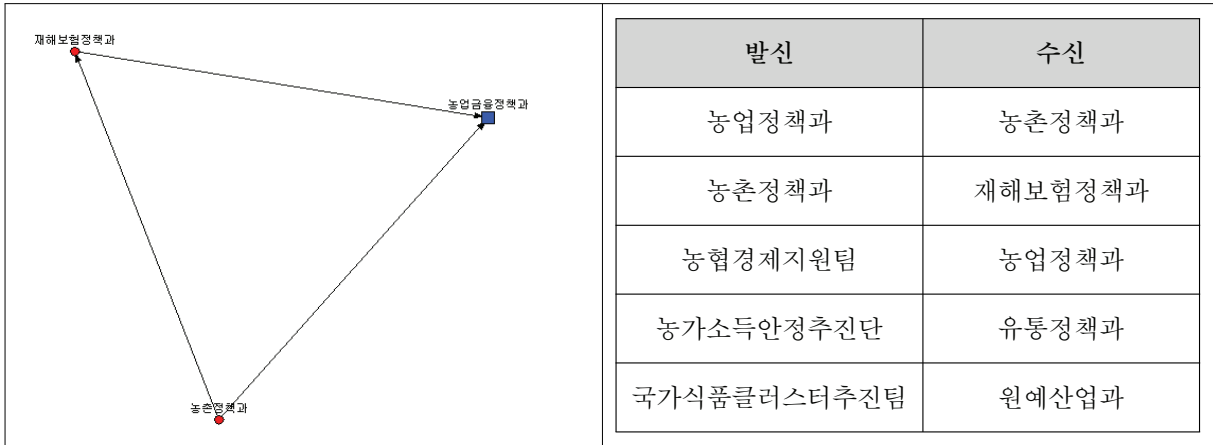 재해보험정책과
농업금융정책과
농촌정책과
발신 수신
농업정책과 농촌정책과
농촌정책과 재해보험정책과
농협경제지원팀 농업정책과
농가소득안정추진단 유통정책과
국가식품클러스터추진팀 원예산업과